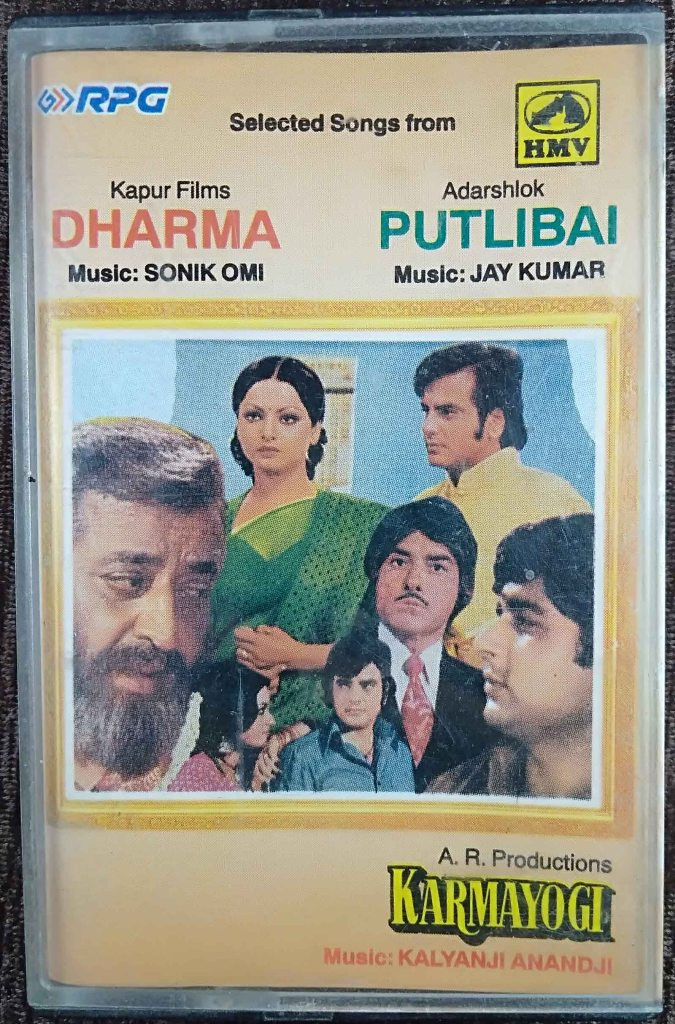 RPG
Selected Songs from
HMV
Kapur Films
DHARMA
Music: SONIK OMI
Adarshlok
PUTLIBAI
Music: JAY KUMAR
A. R. Productions
KARMAYOGI
Music: KALYANJI ANANDJI